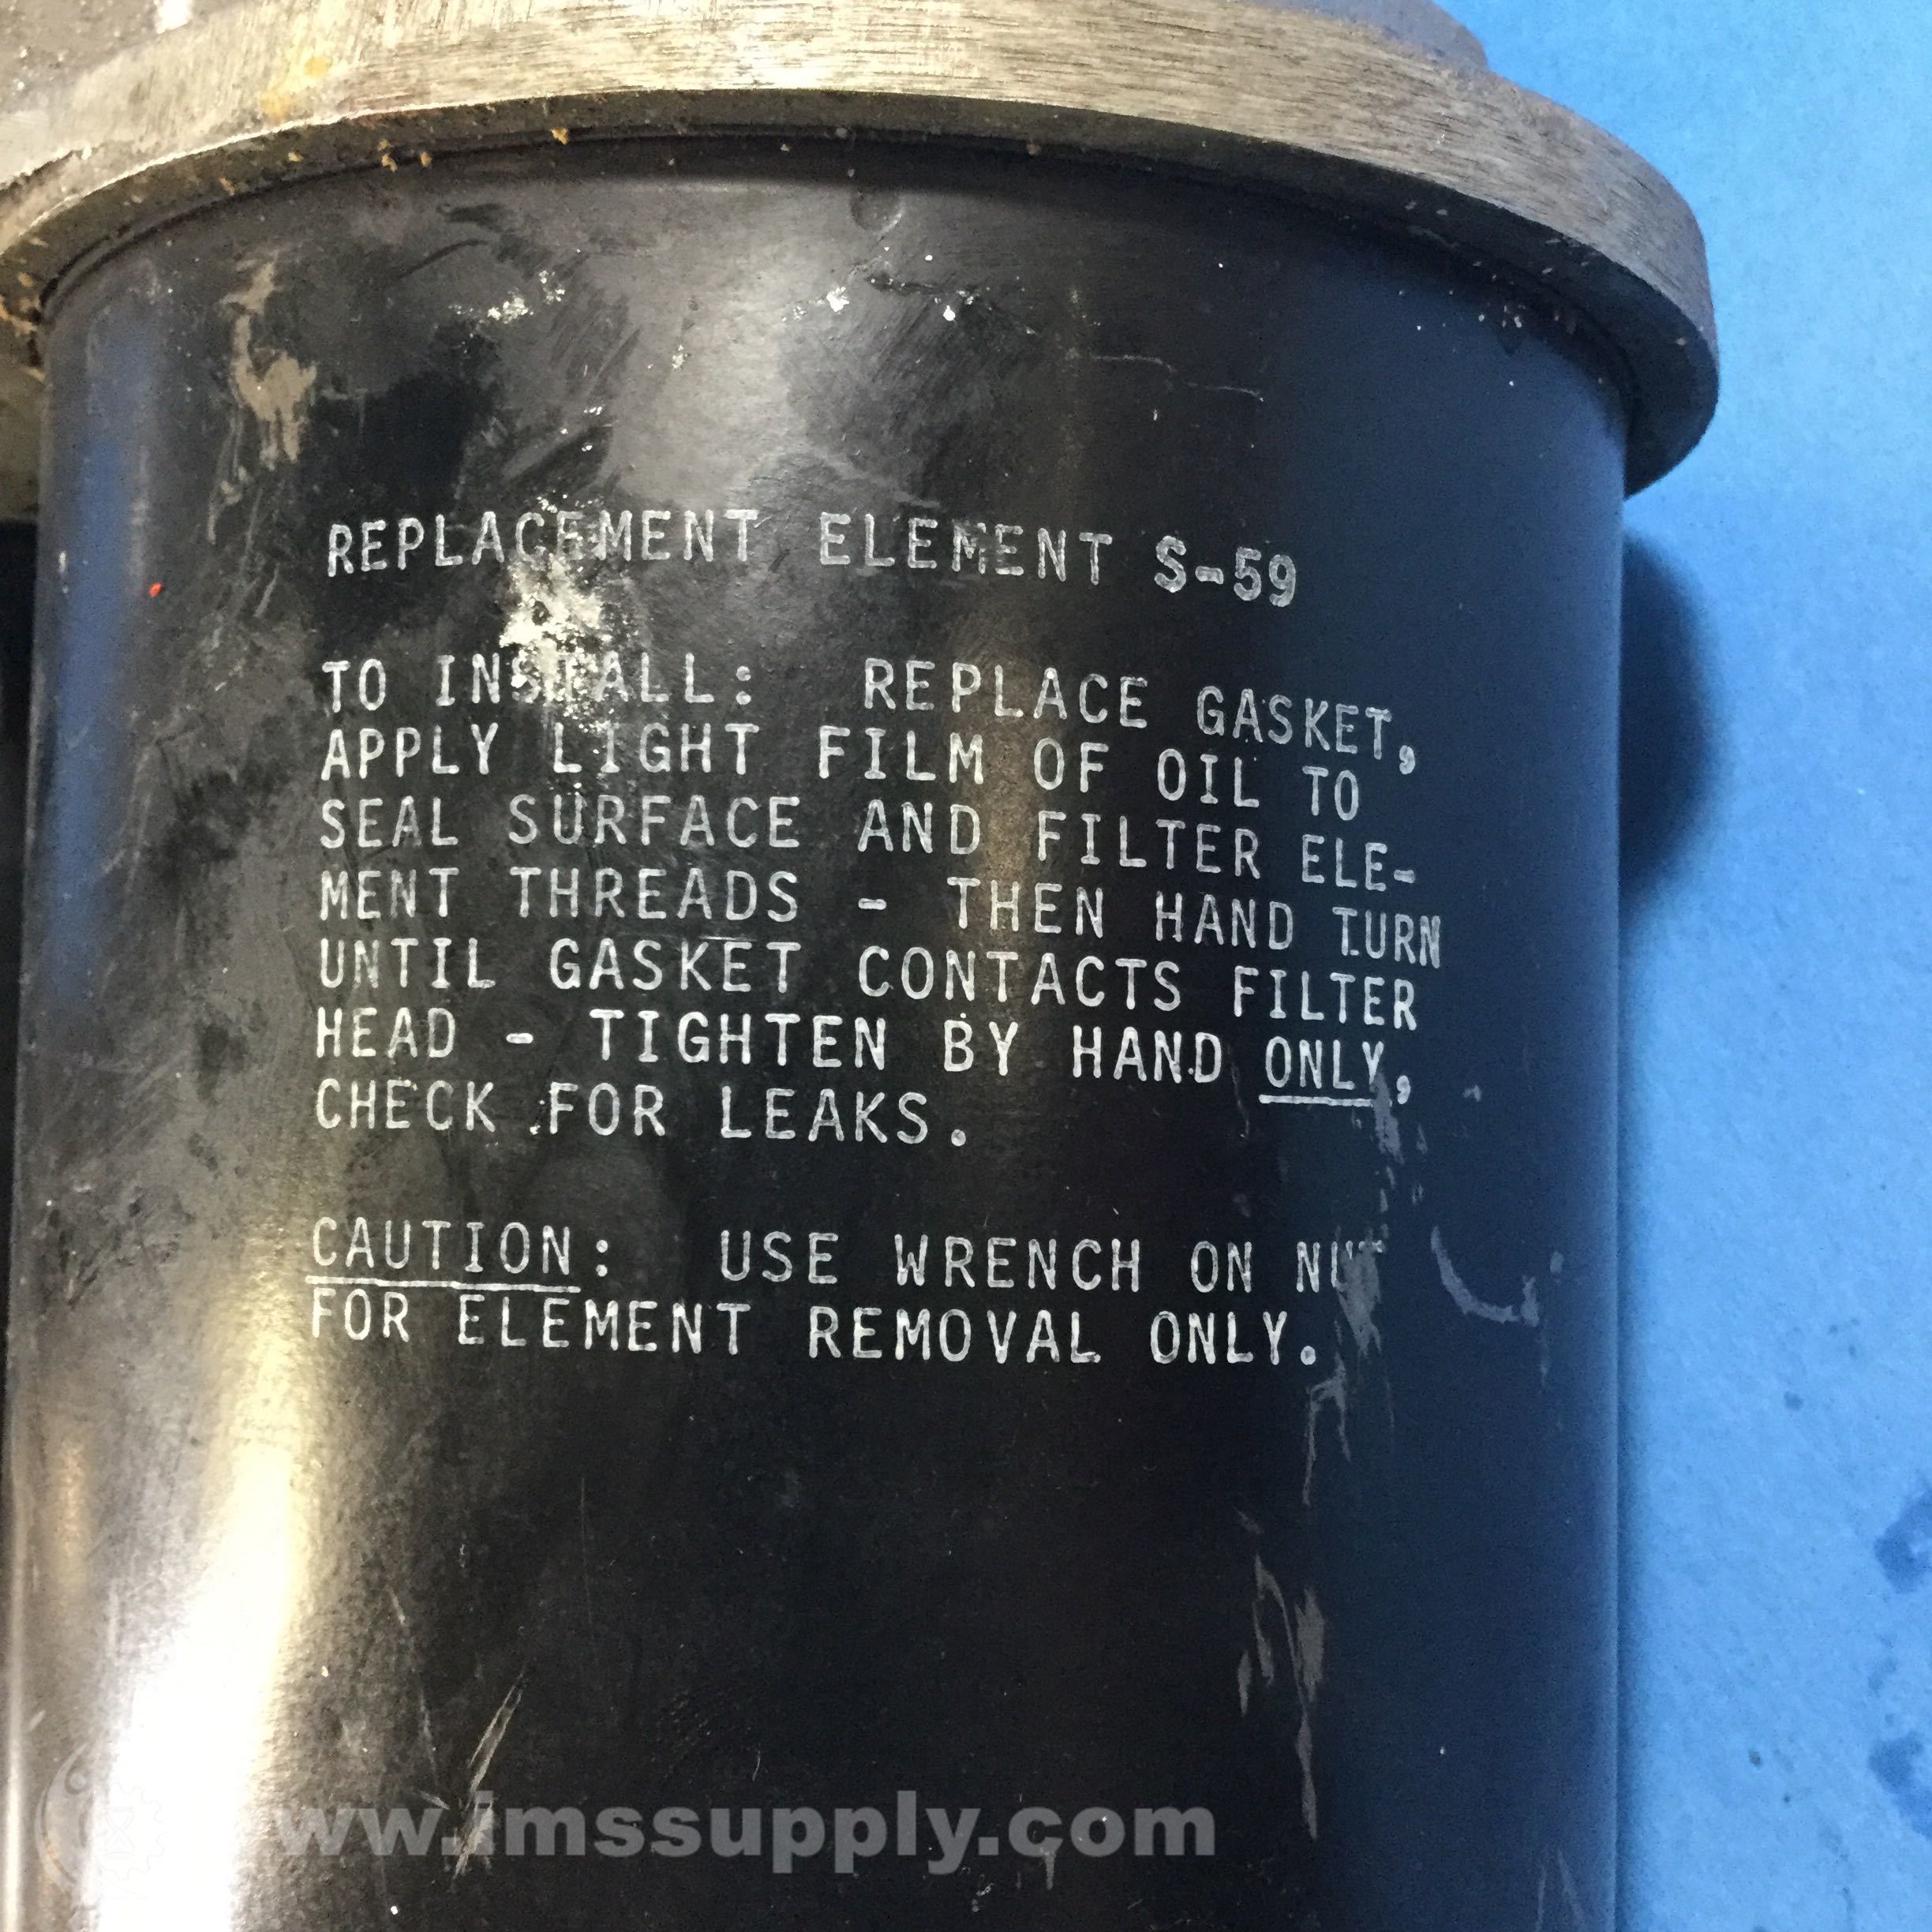 REPLACEMENT ELEMENT S-59
TO INSTALL: REPLACE GASKET,
APPLY LIGHT FILM OF OIL TO
SEAL SURFACE AND FILTER ELE-
MENT THREADS - THEN HAND TURN
UNTIL GASKET CONTACTS FILTER
HEAD - TIGHTEN BY HAND ONLY,
CHECK FOR LEAKS.
CAUTION: USE WRENCH ON NUT
FOR ELEMENT REMOVAL ONLY.
www.imssupply.com